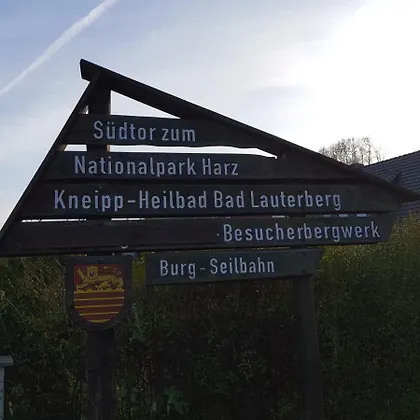 Südtor zum
Nationalpark Harz
Kneipp-Heilbad Bad Lauterberg
Besucherbergwerk
Burg-Seilbahn